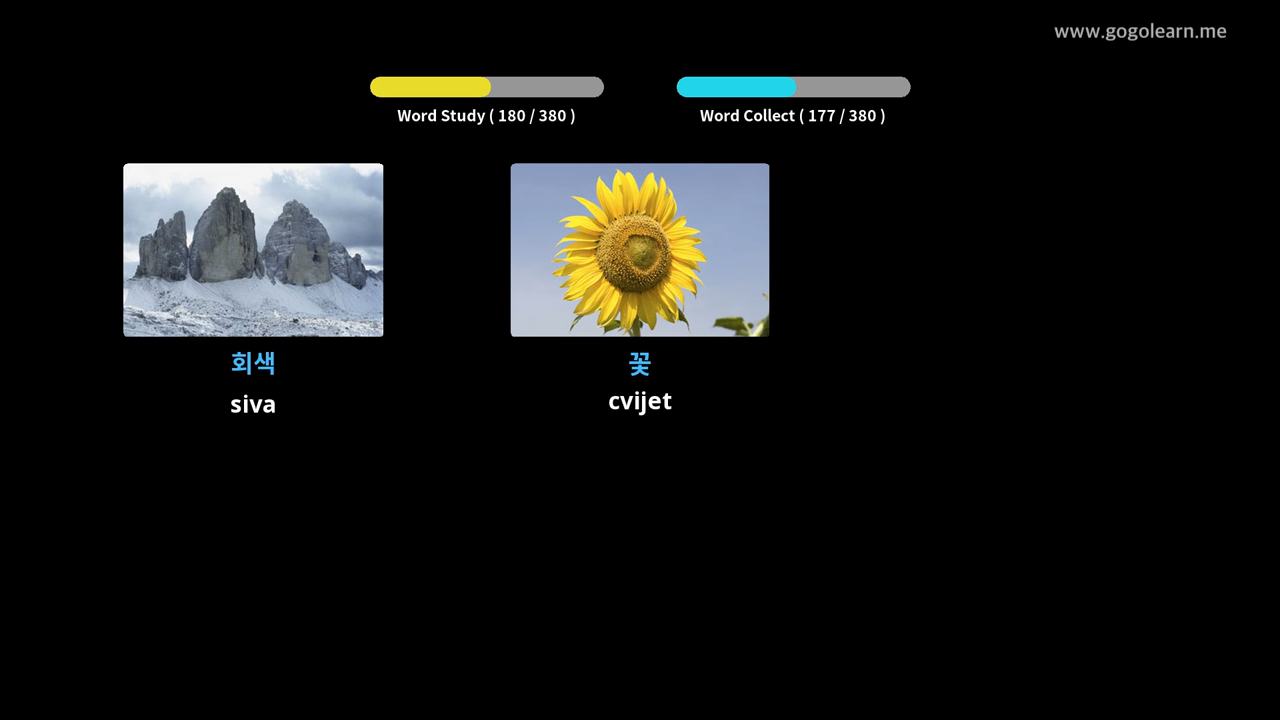 www.gogolearn.me
Word Study ( 180 / 380 )
Word Collect ( 177 / 380 )
회색
siva
꽃
cvijet